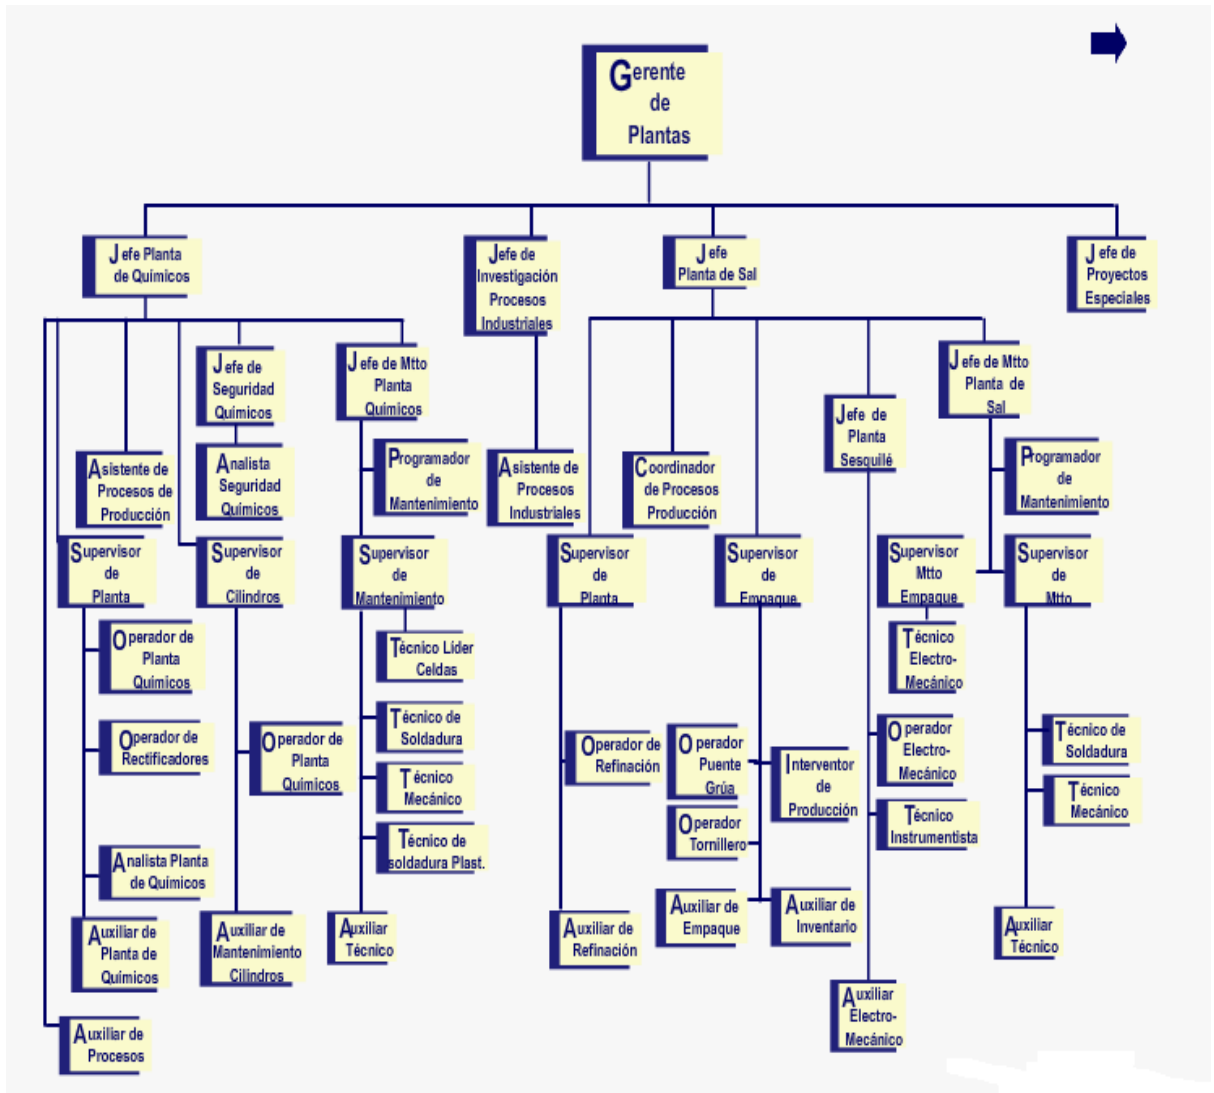 Gerente
de
Plantas
Jefe Planta
de Químicos
Jefe de
Investigación
Procesos
Industriales
Jefe
Planta de Sal
Jefe de
Proyectos
Especiales
Jefe de
Seguridad
Químicos
Jefe de Mtto
Planta
Químicos
Jefe de
Planta
Sesquilé
Jefe de Mtto
Planta de
Sal
Asistente de
Procesos de
Producción
Analista
Seguridad
Químicos
Programador
de
Mantenimiento
Asistente de
Procesos
Industriales
Coordinador
de Procesos
Producción
Programador
de
Mantenimiento
Supervisor
de
Planta
Supervisor
de
Cilindros
Supervisor
de
Mantenimiento
Supervisor
de
Planta
Supervisor
de
Empaque
Supervisor
Mtto
Empaque
Supervisor
de
Mtto
Operador de
Planta
Químicos
Técnico Líder
Celdas
Técnico
Electro-
Mecánico
Operador de
Rectificadores
Operador de
Planta
Químicos
Técnico de
Soldadura
Técnico
Mecánico
Técnico de
soldadura Plast.
Operador de
Refinación
Operador
Puente
Grúa
Interventor
de
Producción
Operador
Tornillero
Operador
Electro-
Mecánico
Técnico
Instrumentista
Técnico de
Soldadura
Técnico
Mecánico
Analista Planta
de Químicos
Auxiliar de
Planta de
Químicos
Auxiliar de
Mantenimiento
Cilindros
Auxiliar
Técnico
Auxiliar de
Refinación
Auxiliar de
Empaque
Auxiliar de
Inventario
Auxiliar
Técnico
Auxiliar
Electro-
Mecánico
Auxiliar de
Procesos